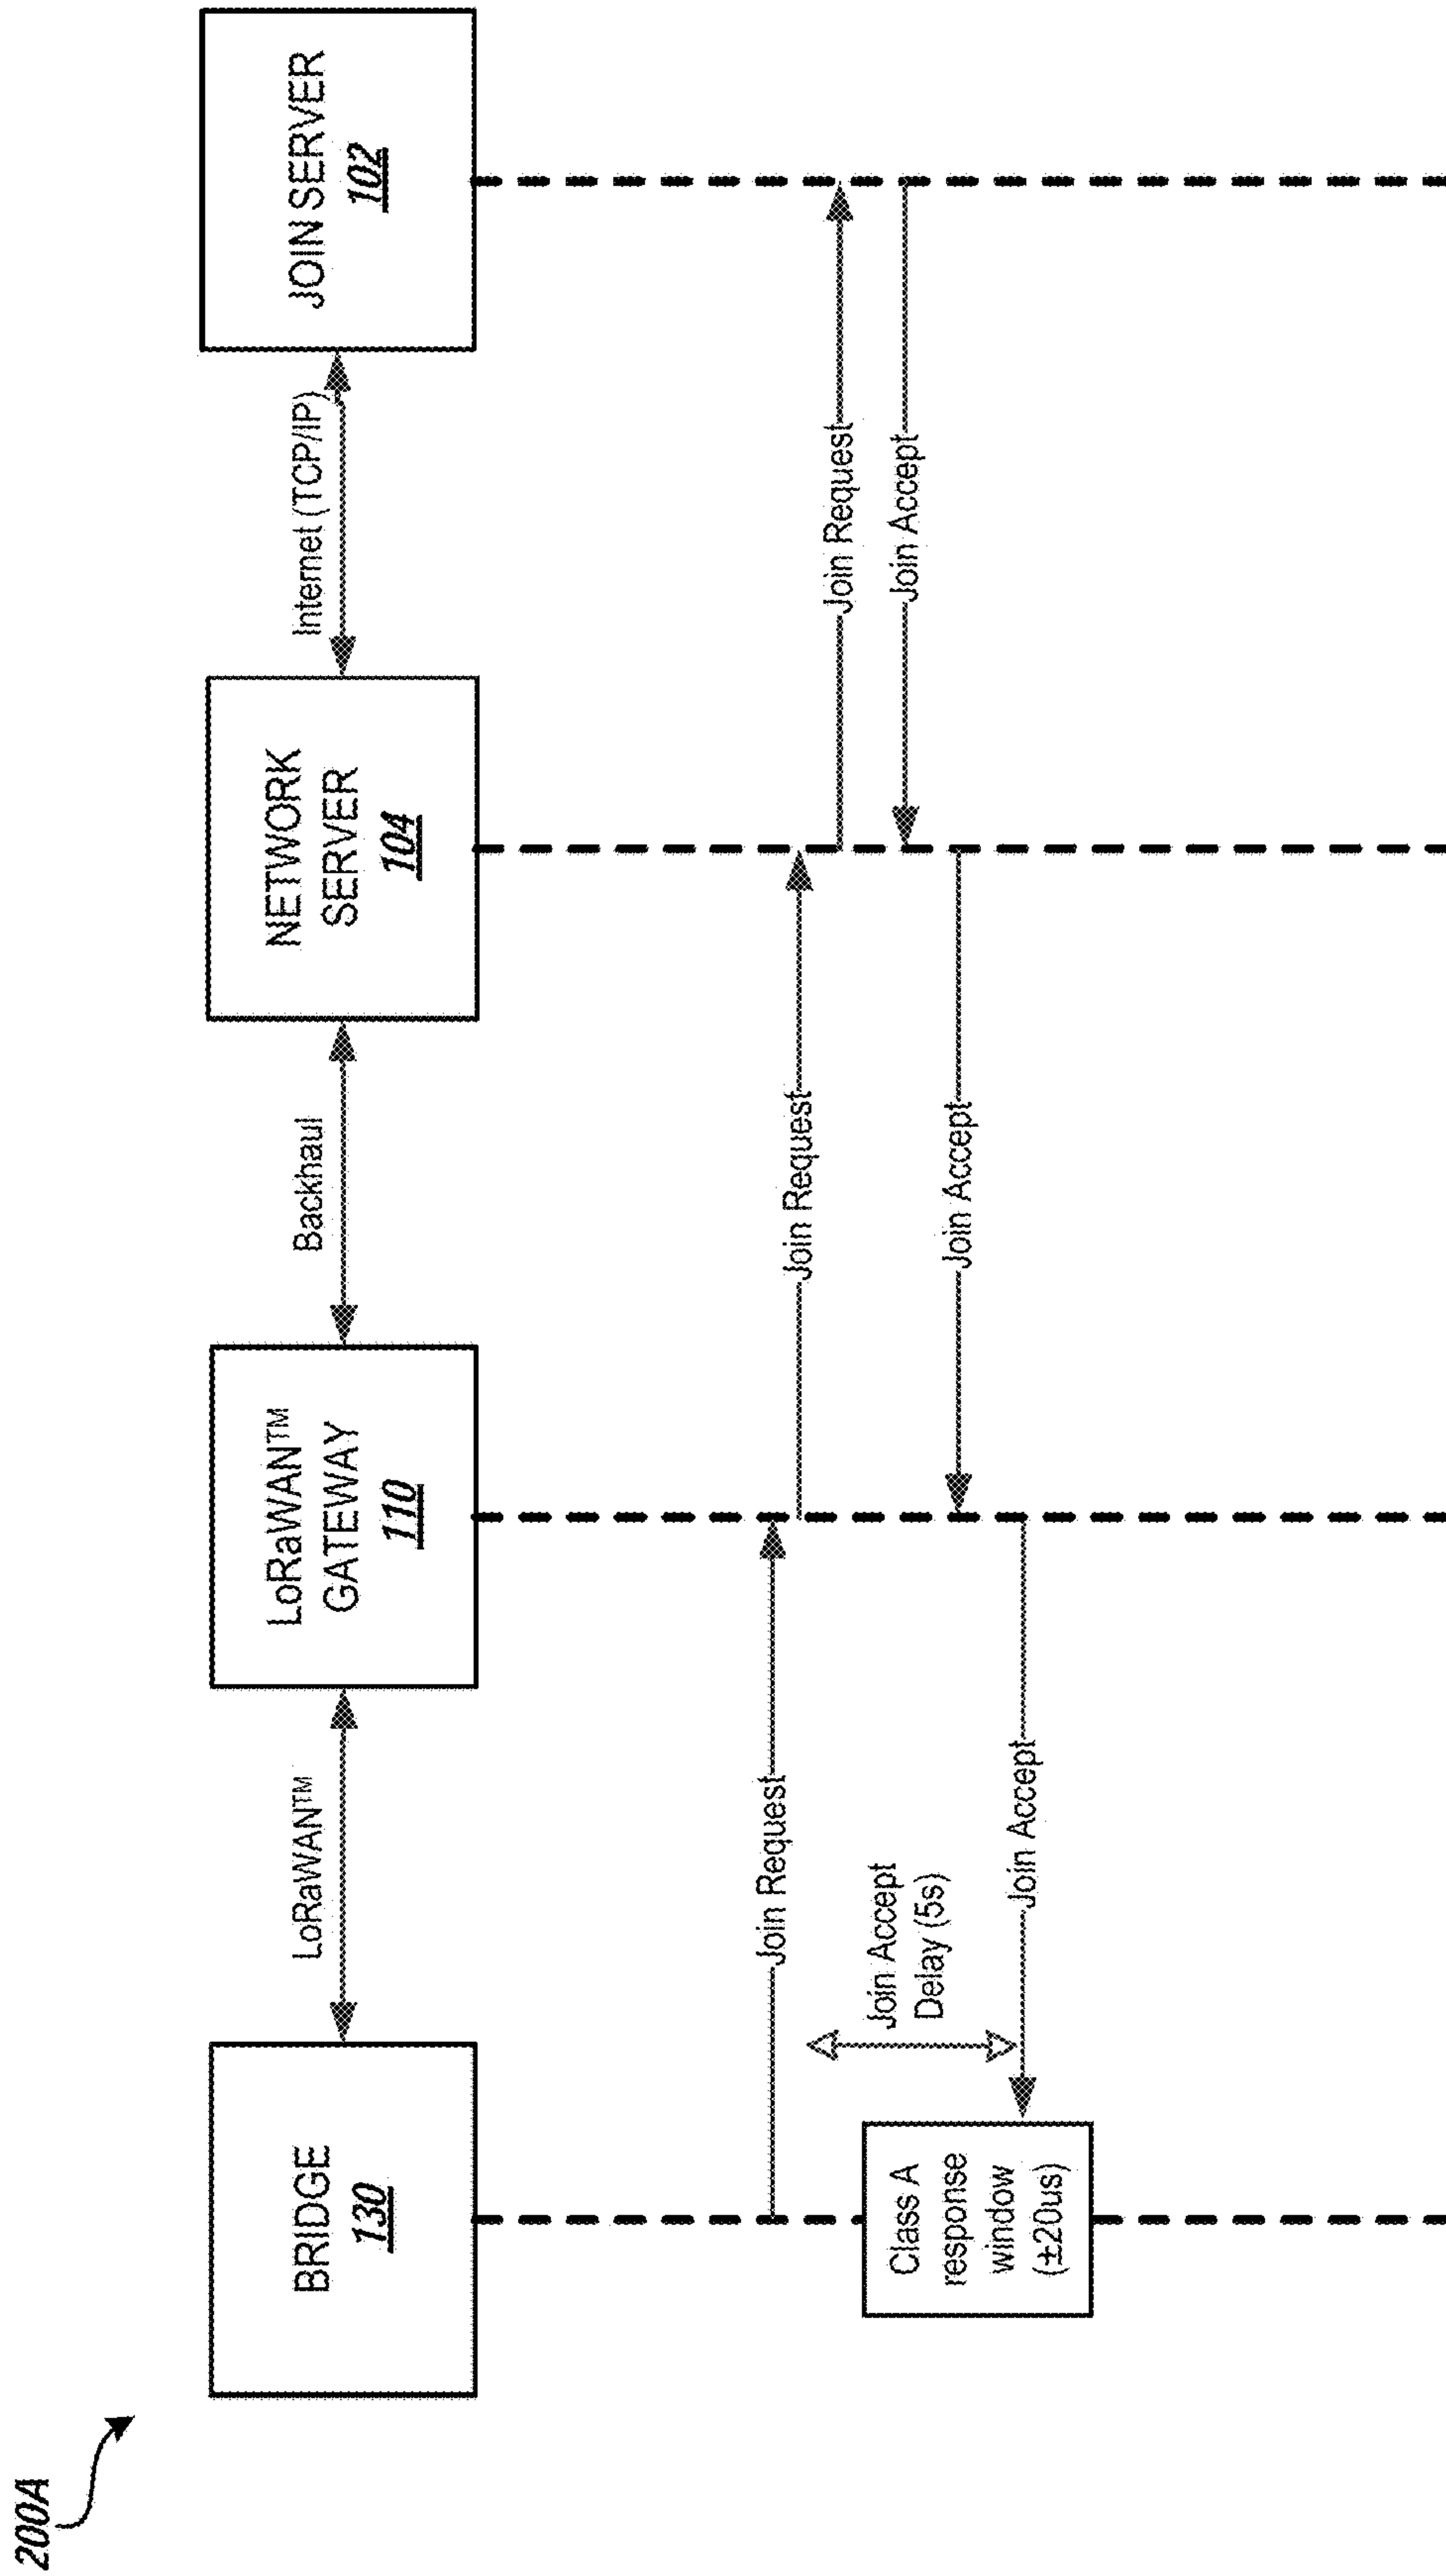 200A
BRIDGE
130
LoRaWAN™
LoRaWAN™
GATEWAY
110
Backhaul
NETWORK
SERVER
104
Internet (TCP/IP)
JOIN SERVER
102
Join Request
Join Request
Join Request
Join Accept
Join Accept
Join Accept
Delay (5s)
Join Accept
Class A
response
window
(±20us)